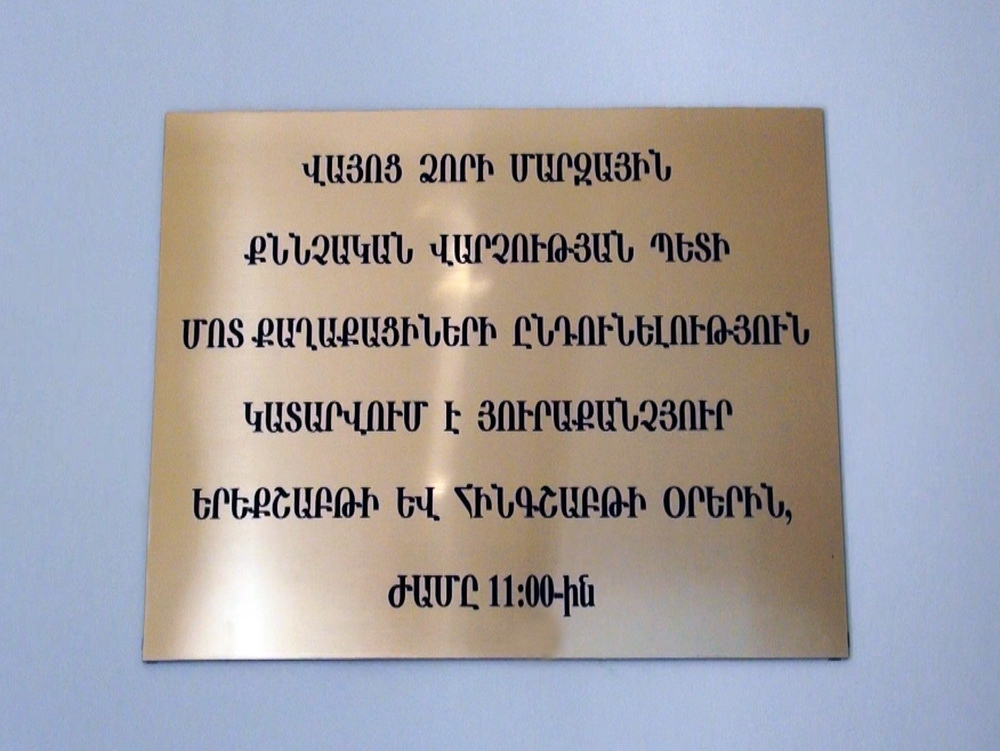 ՎԱՅՈՑ ՁՈՐԻ ՄԱՐԶԱՅԻՆ
ՔՆՆՉԱԿԱՆ ՎԱՐՉՈՒԹՅԱՆ ՊԵՏԻ
ՄՈՏ ՔԱՂԱՔԱՑԻՆԵՐԻ ԸՆԴՈՒՆԵԼՈՒԹՅՈՒՆ
ԿԱՏԱՐՎՈՒՄ Է ՅՈՒՐԱՔԱՆՉՅՈՒՐ
ԵՐԵՔՇԱԲԹԻ ԵՎ ՀԻՆԳՇԱԲԹԻ ՕՐԵՐԻՆ,
ԺԱՄԸ 11:00-ին